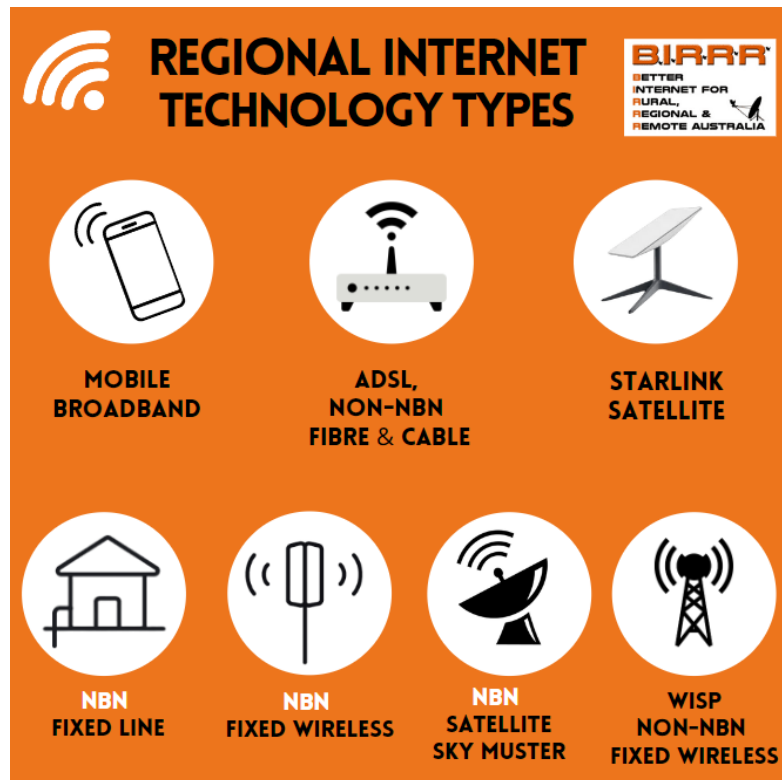 REGIONAL INTERNET
TECHNOLOGY TYPES
B.I.R.R.R
BETTER
INTERNET FOR
RURAL,
REGIONAL &
REMOTE AUSTRALIA
MOBILE
BROADBAND
ADSL,
NON-NBN
FIBRE & CABLE
STARLINK
SATELLITE
NBN
FIXED LINE
NBN
FIXED WIRELESS
NBN
SATELLITE
SKY MUSTER
WISP
NON-NBN
FIXED WIRELESS